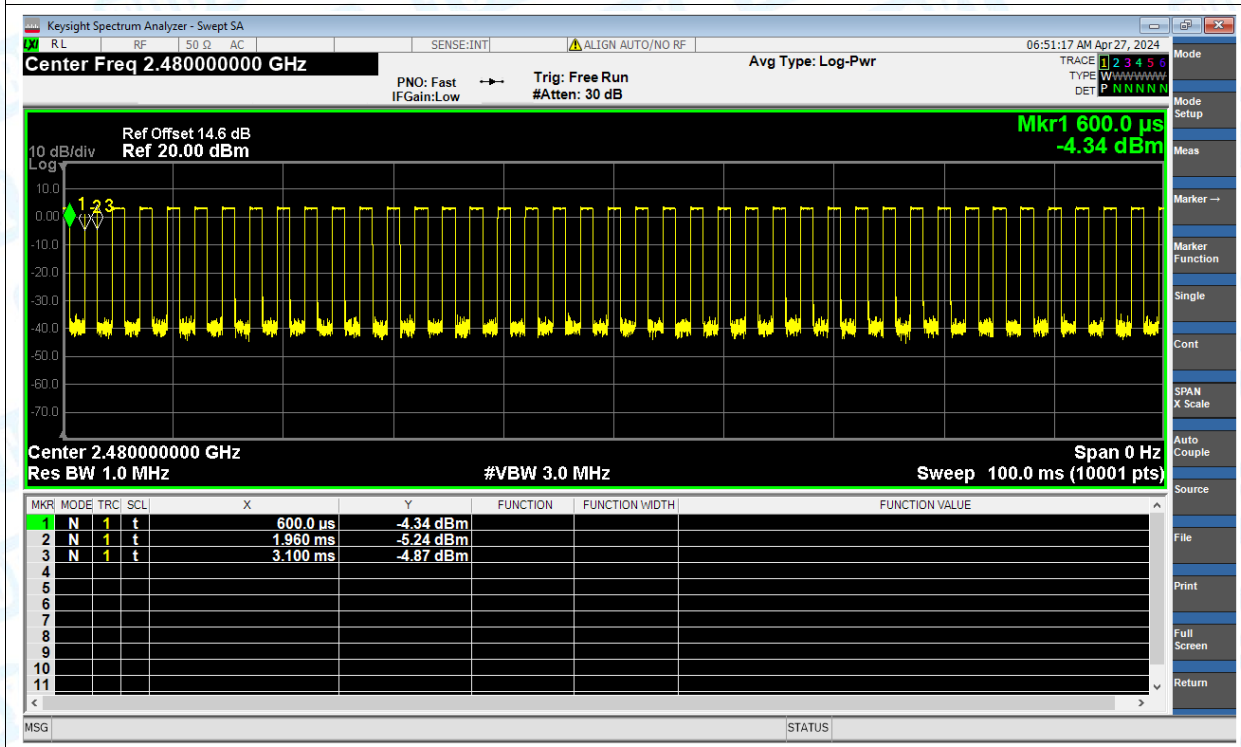 Keysight Spectrum Analyzer - Swept SA
LXI RL RF 50 Ω AC SENSE:INT ALIGN AUTO/NO RF 06:51:17 AM Apr 27, 2024
Center Freq 2.480000000 GHz
Avg Type: Log-Pwr
TRACE 1 2 3 4 5 6
TYPE WWWWWW
DET P N N N N N
PNO: Fast
IFGain:Low
Trig: Free Run
#Atten: 30 dB
Mkr1 600.0 µs
-4.34 dBm
Ref Offset 14.6 dB
10 dB/div Ref 20.00 dBm
Log
10.0
0.00
-10.0
-20.0
-30.0
-40.0
-50.0
-60.0
-70.0
1 2 3
Center 2.480000000 GHz Span 0 Hz
Res BW 1.0 MHz #VBW 3.0 MHz Sweep 100.0 ms (10001 pts)
MKR MODE TRC SCL X Y FUNCTION FUNCTION WIDTH FUNCTION VALUE
1 N 1 t 600.0 µs -4.34 dBm
2 N 1 t 1.960 ms -5.24 dBm
3 N 1 t 3.100 ms -4.87 dBm
4
5
6
7
8
9
10
11
MSG STATUS
Mode
Mode
Setup
Meas
Marker →
Marker
Function
Single
Cont
SPAN
X Scale
Auto
Couple
Source
File
Print
Full
Screen
Return